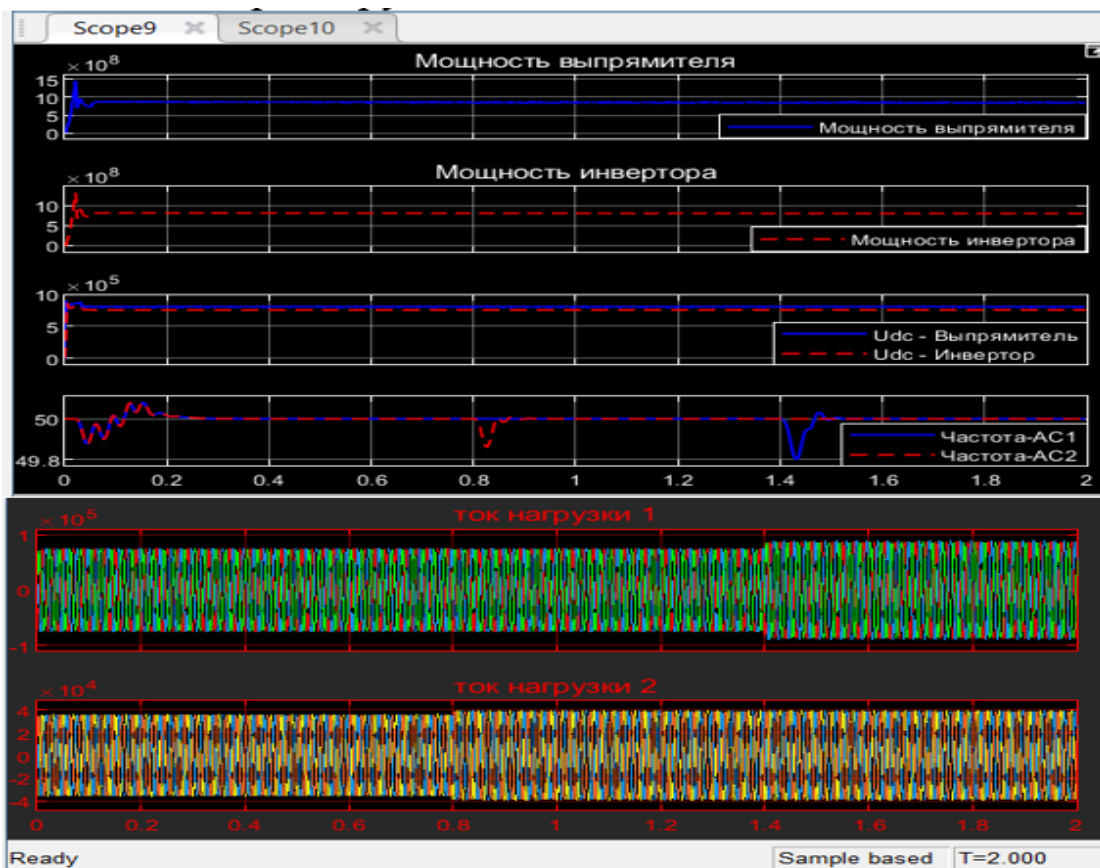 Scope9 Scope10
Мощность выпрямителя
× 10^8
15
10
5
0
Мощность выпрямителя
Мощность инвертора
× 10^8
10
5
0
Мощность инвертора
× 10^5
10
5
0
Udc - Выпрямитель
Udc - Инвертор
50
49.8
Частота-AC1
Частота-AC2
0 0.2 0.4 0.6 0.8 1 1.2 1.4 1.6 1.8 2
ток нагрузки 1
× 10^5
1
0
-1
ток нагрузки 2
× 10^4
4
2
0
-2
-4
0 0.2 0.4 0.6 0.8 1 1.2 1.4 1.6 1.8 2
Ready Sample based T=2.000